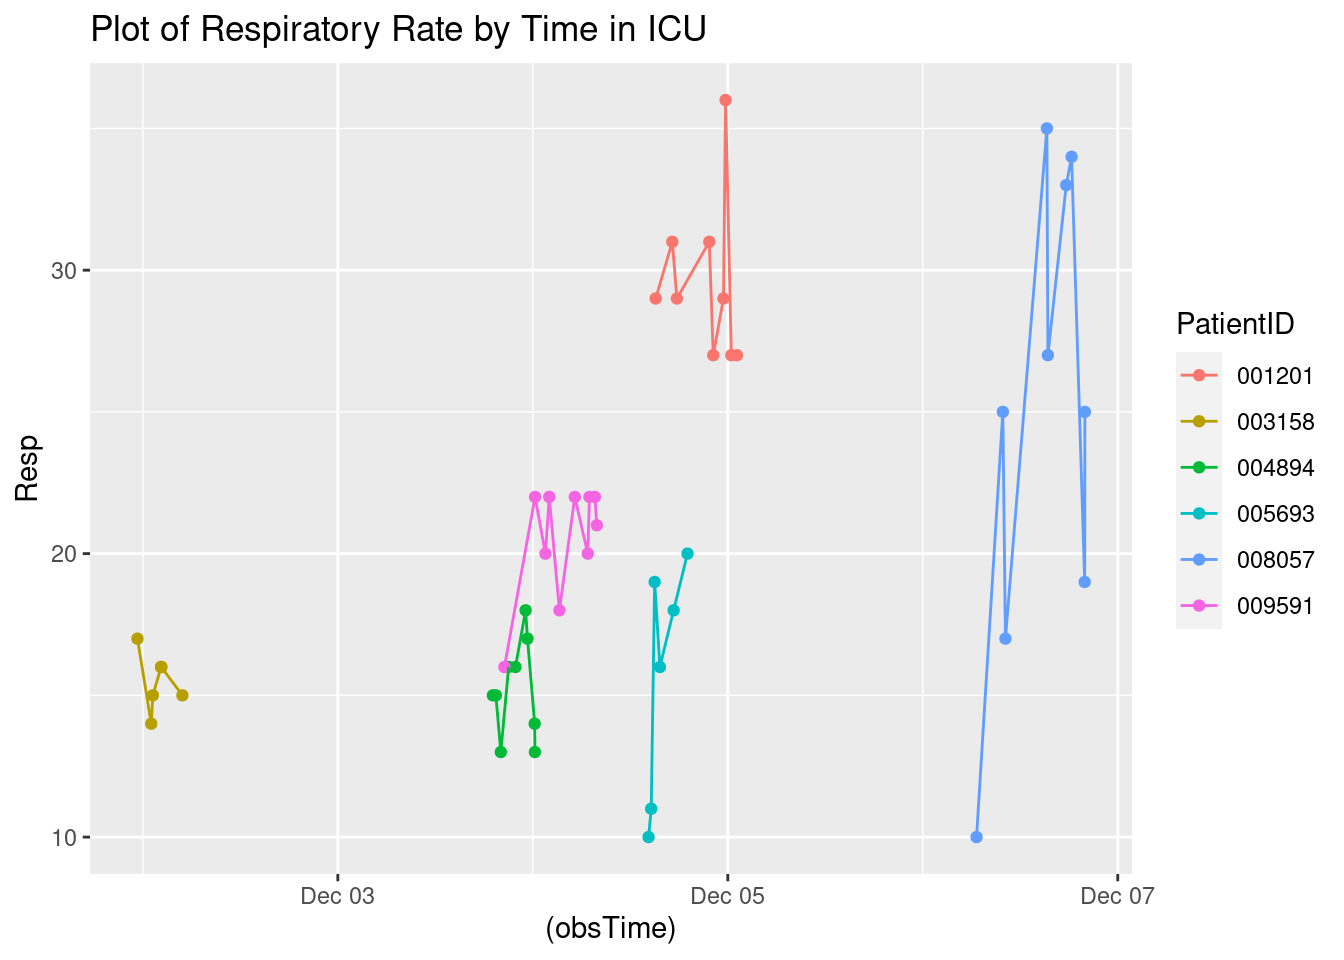 Plot of Respiratory Rate by Time in ICU
Resp
30
20
10
Dec 03
Dec 05
Dec 07
(obsTime)
PatientID
001201
003158
004894
005693
008057
009591